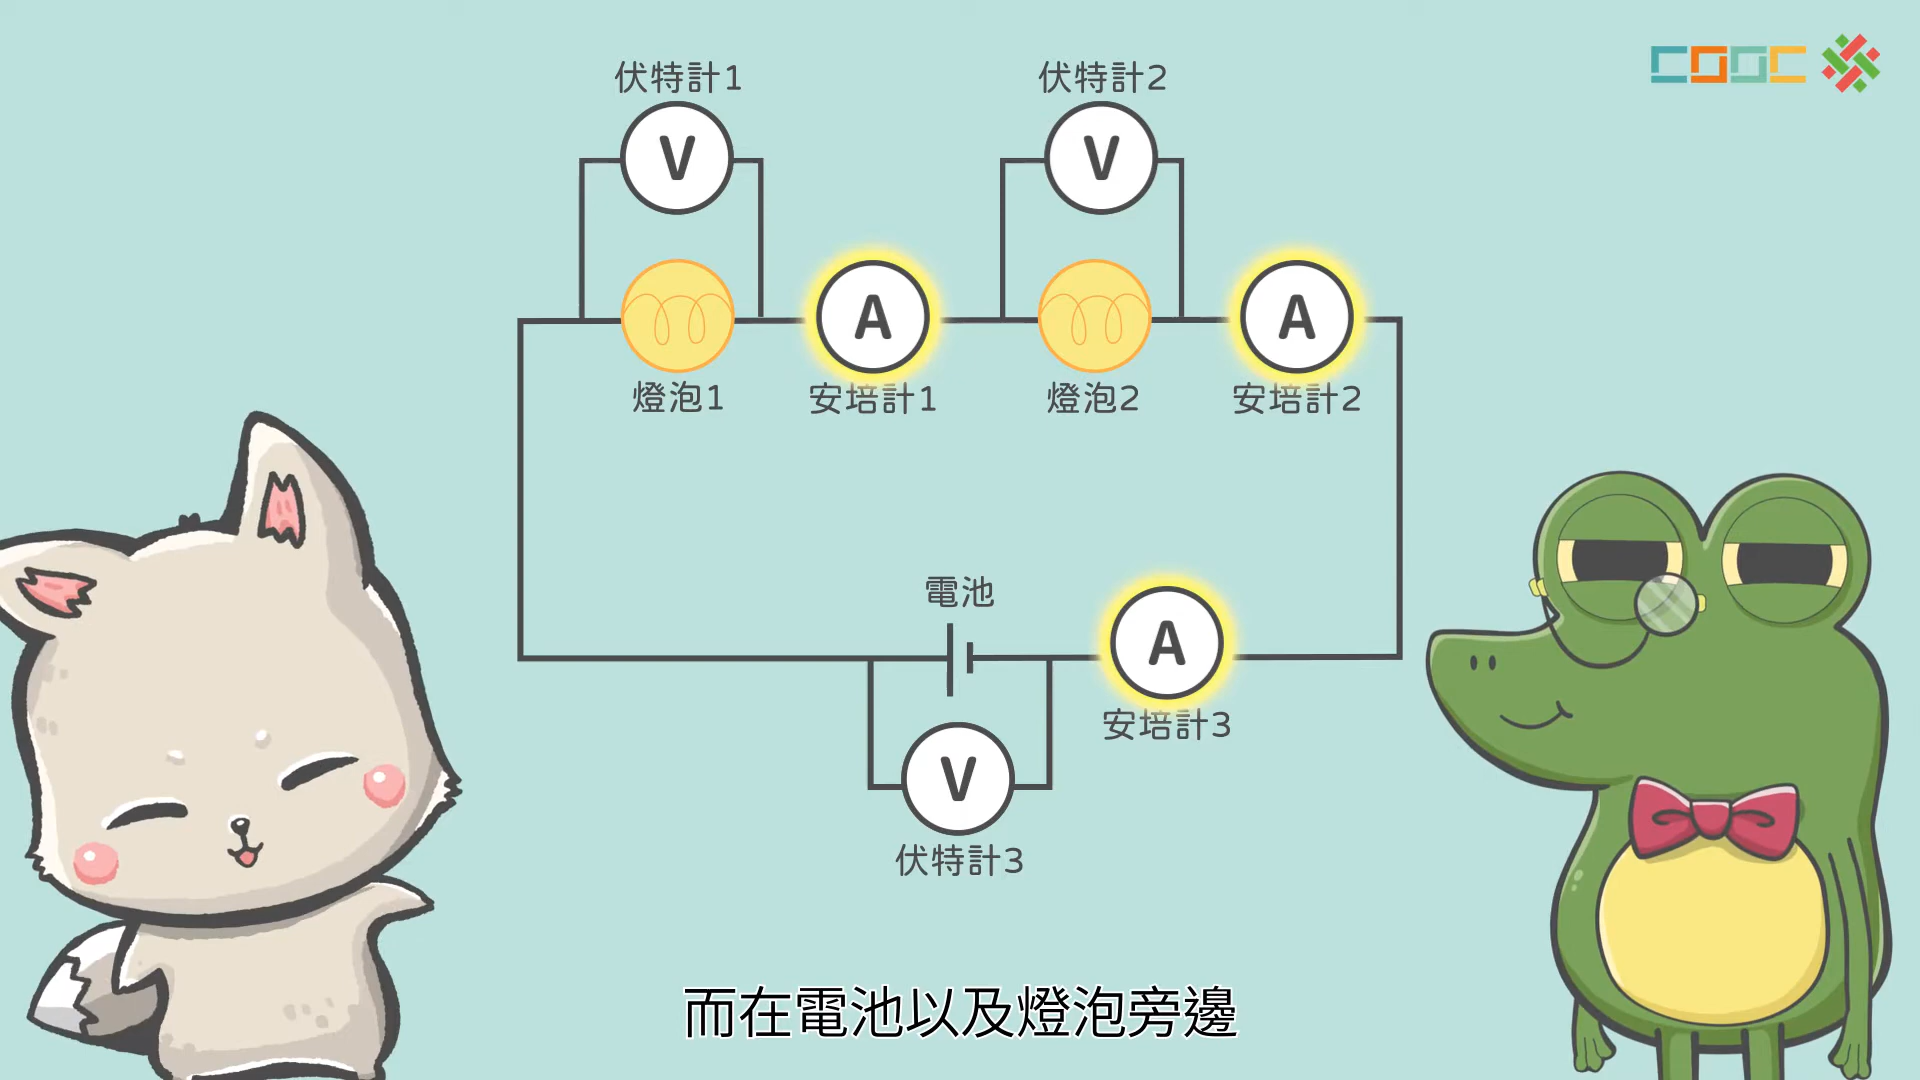 伏特計1
伏特計2
COOC
V
V
A
A
燈泡1
安培計1
燈泡2
安培計2
電池
A
安培計3
V
伏特計3
而在電池以及燈泡旁邊